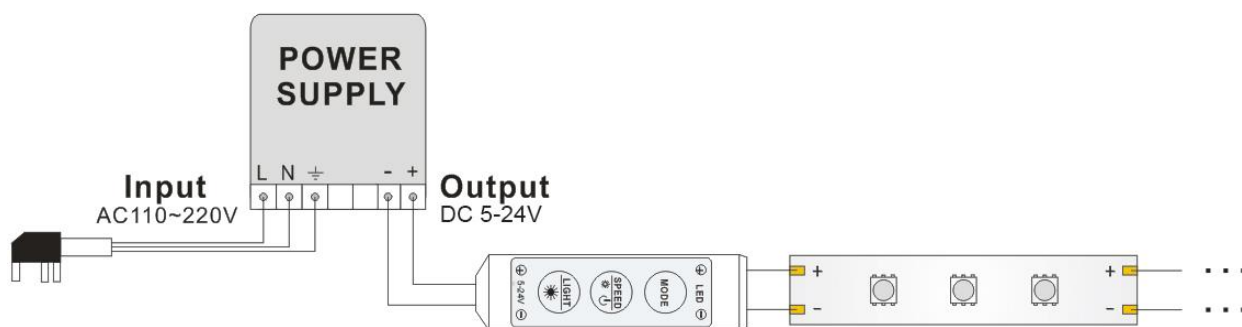 POWER
SUPPLY
L N ⏚ - +
Input
AC110~220V
Output
DC 5-24V
+ 5-24V -
LIGHT
SPEED
MODE
+ LED -
+ +
- -